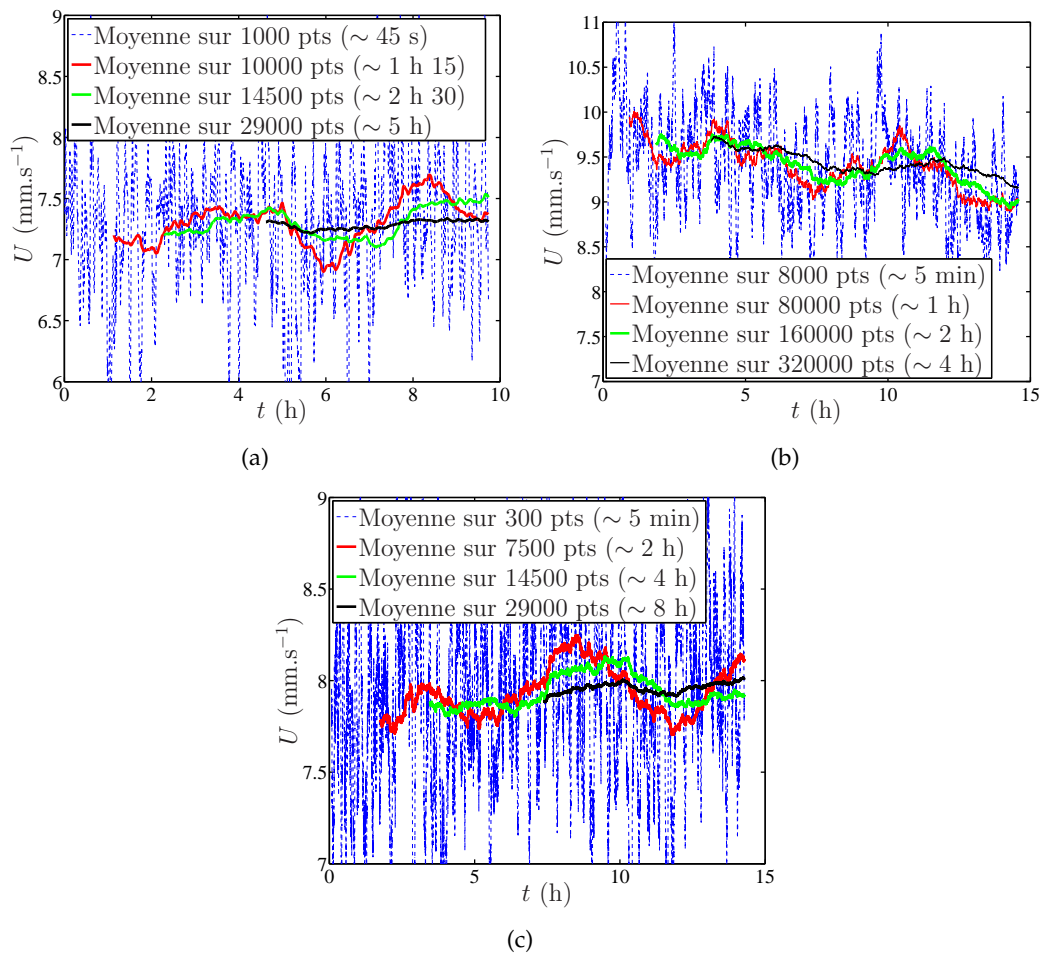 9
8.5
8
7.5
7
6.5
6
U (mm.s⁻¹)
Moyenne sur 1000 pts (∼ 45 s)
Moyenne sur 10000 pts (∼ 1 h 15)
Moyenne sur 14500 pts (∼ 2 h 30)
Moyenne sur 29000 pts (∼ 5 h)
0 2 4 6 8 10
t (h)
(a)
11
10.5
10
9.5
9
8.5
8
7.5
7
U (mm.s⁻¹)
Moyenne sur 8000 pts (∼ 5 min)
Moyenne sur 80000 pts (∼ 1 h)
Moyenne sur 160000 pts (∼ 2 h)
Moyenne sur 320000 pts (∼ 4 h)
0 5 10 15
t (h)
(b)
9
8.5
8
7.5
7
U (mm.s⁻¹)
Moyenne sur 300 pts (∼ 5 min)
Moyenne sur 7500 pts (∼ 2 h)
Moyenne sur 14500 pts (∼ 4 h)
Moyenne sur 29000 pts (∼ 8 h)
0 5 10 15
t (h)
(c)